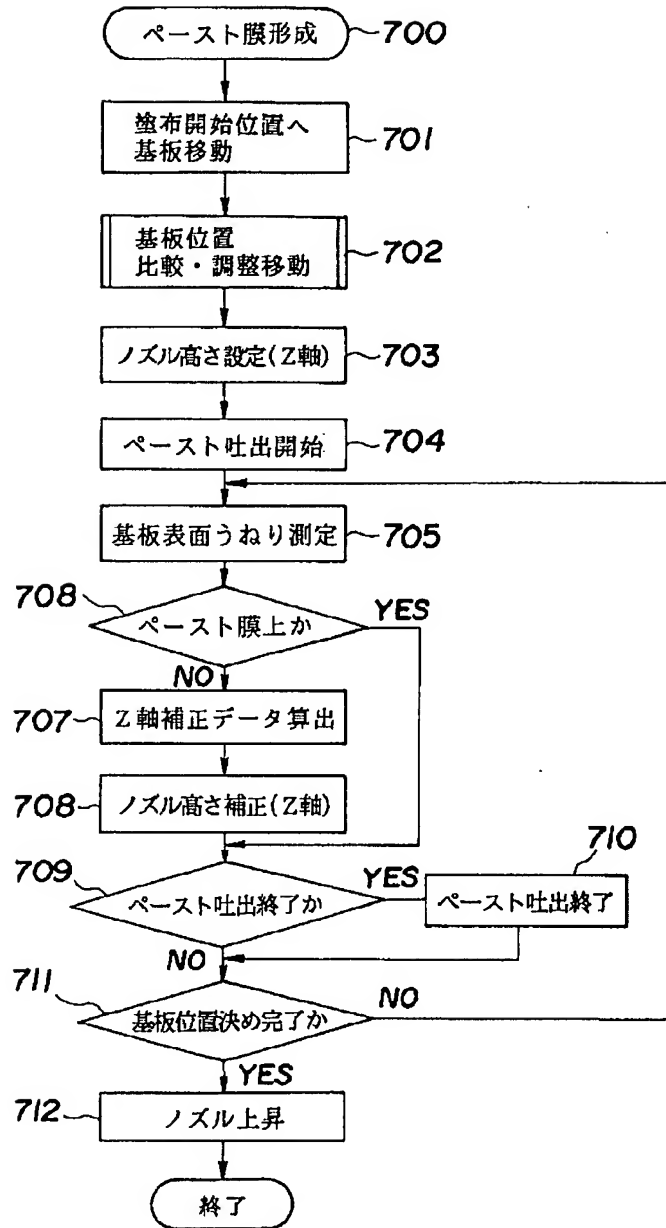 ペースト膜形成
700
塗布開始位置へ
基板移動
701
基板位置
比較・調整移動
702
ノズル高さ設定(Z軸)
703
ペースト吐出開始
704
基板表面うねり測定
705
708
ペースト膜上か
YES
NO
707
Z軸補正データ算出
708
ノズル高さ補正(Z軸)
709
ペースト吐出終了か
YES
710
ペースト吐出終了
NO
711
基板位置決め完了か
NO
YES
712
ノズル上昇
終了